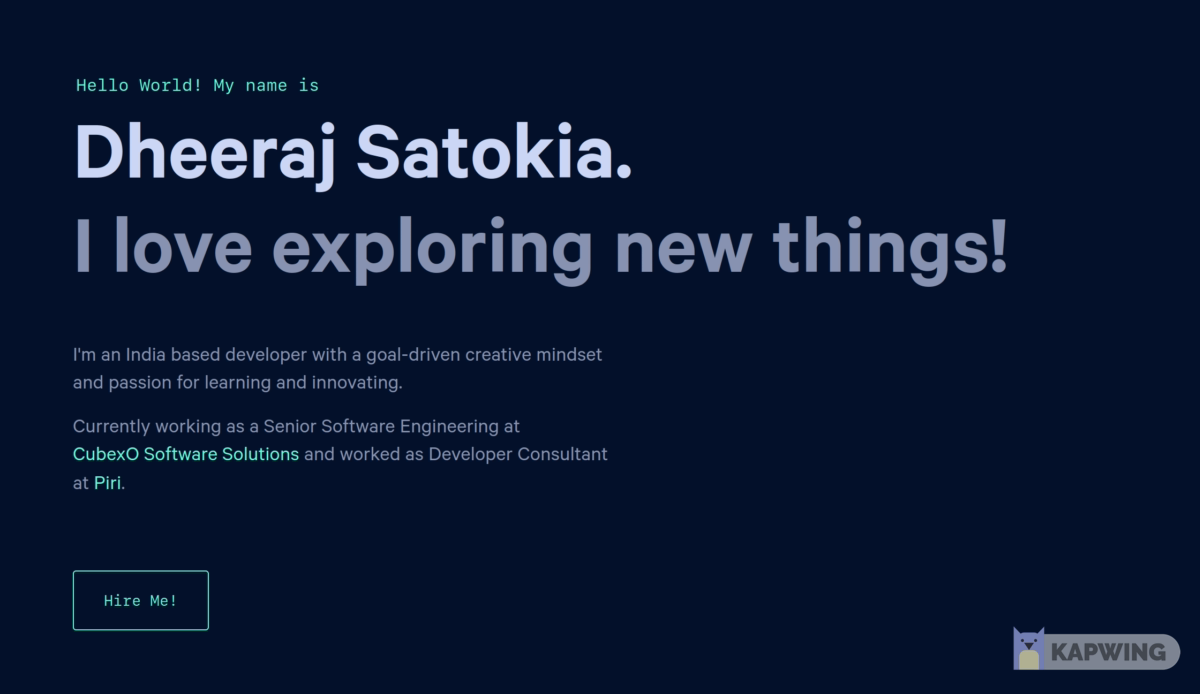 Hello World! My name is
Dheeraj Satokia.
I love exploring new things!
I'm an India based developer with a goal-driven creative mindset
and passion for learning and innovating.
Currently working as a Senior Software Engineering at
CubexO Software Solutions and worked as Developer Consultant
at Piri.
Hire Me!
KAPWING